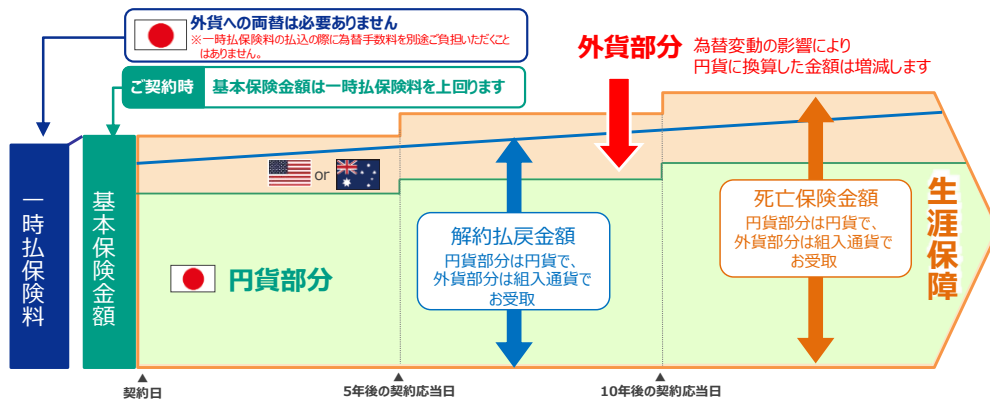 外貨への両替は必要ありません
※一時払保険料の払込の際に為替手数料を別途ご負担いただくこと
はありません。
ご契約時
基本保険金額は一時払保険料を上回ります
外貨部分
為替変動の影響により
円貨に換算した金額は増減します
一時払保険料
基本保険金額
or
円貨部分
解約払戻金額
円貨部分は円貨で、
外貨部分は組入通貨で
お受取
死亡保険金額
円貨部分は円貨で、
外貨部分は組入通貨で
お受取
生涯保障
▲
契約日
▲
5年後の契約応当日
▲
10年後の契約応当日